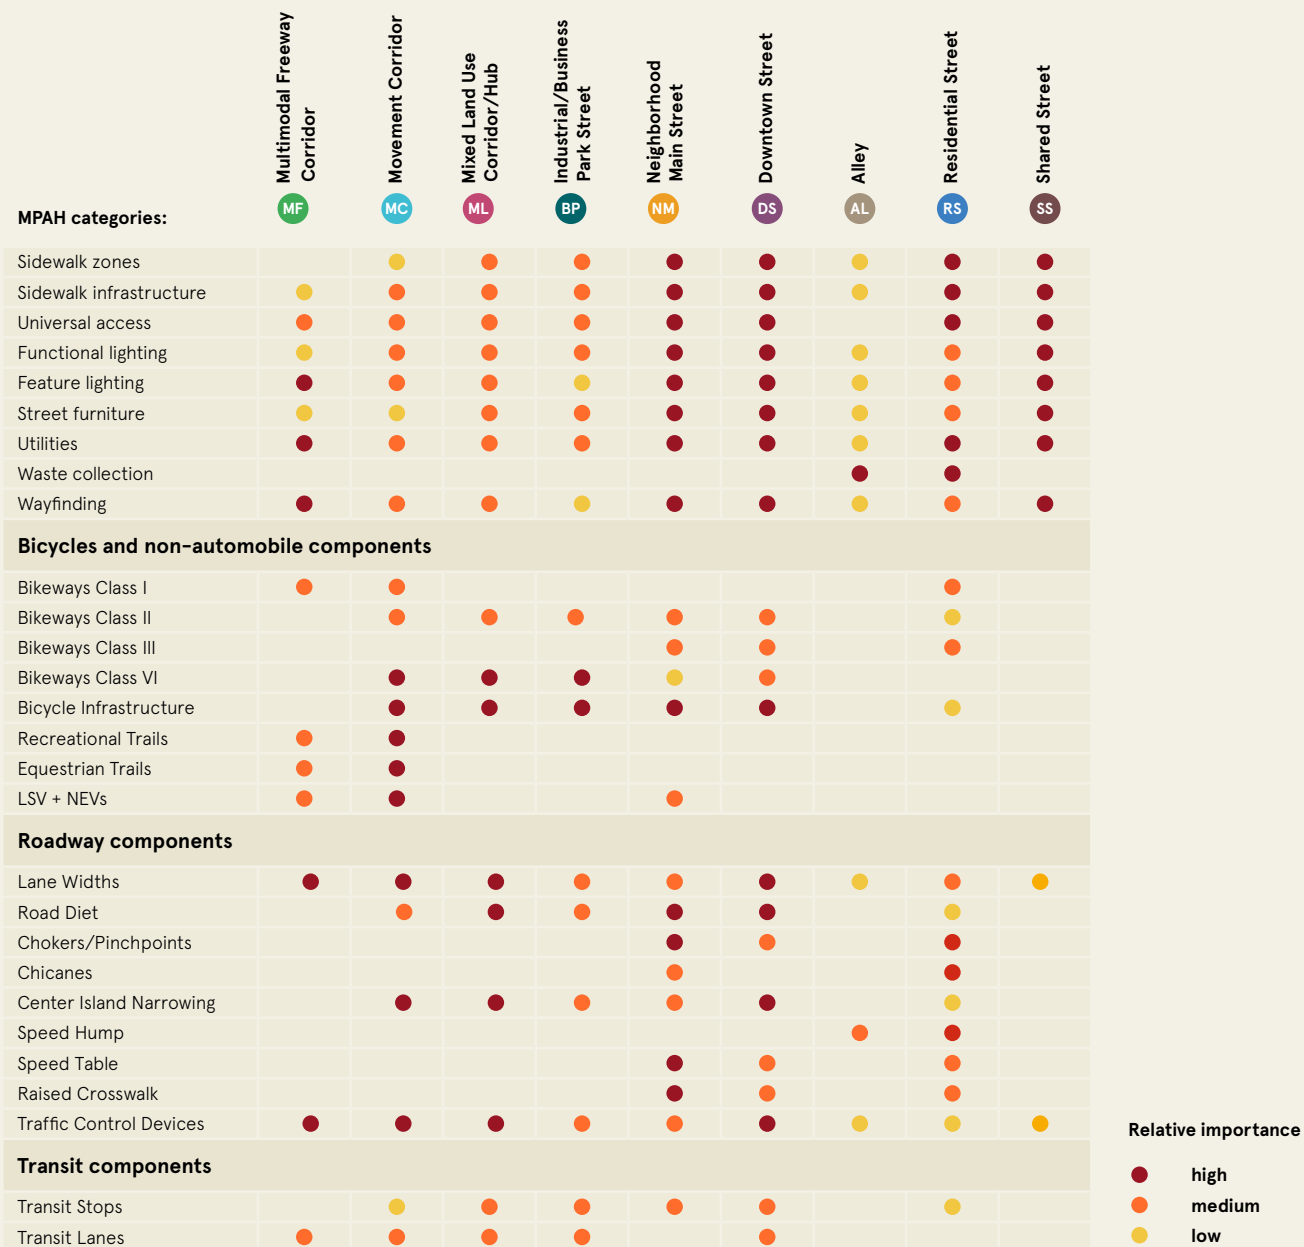 Multimodal Freeway
Corridor
Movement Corridor
Mixed Land Use
Corridor/Hub
Industrial/Business
Park Street
Neighborhood
Main Street
Downtown Street
Alley
Residential Street
Shared Street
MPAH categories:
MF MC ML BP NM DS AL RS SS
Sidewalk zones
Sidewalk infrastructure
Universal access
Functional lighting
Feature lighting
Street furniture
Utilities
Waste collection
Wayfinding
Bicycles and non-automobile components
Bikeways Class I
Bikeways Class II
Bikeways Class III
Bikeways Class VI
Bicycle Infrastructure
Recreational Trails
Equestrian Trails
LSV + NEVs
Roadway components
Lane Widths
Road Diet
Chokers/Pinchpoints
Chicanes
Center Island Narrowing
Speed Hump
Speed Table
Raised Crosswalk
Traffic Control Devices
Transit components
Transit Stops
Transit Lanes
Relative importance
high
medium
low